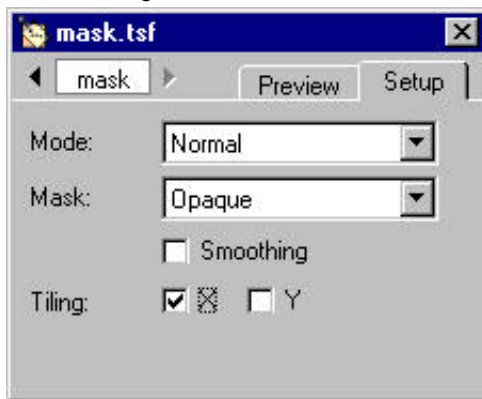 mask.tsf
mask Preview Setup
Mode: Normal
Mask: Opaque
Smoothing
Tiling: X Y